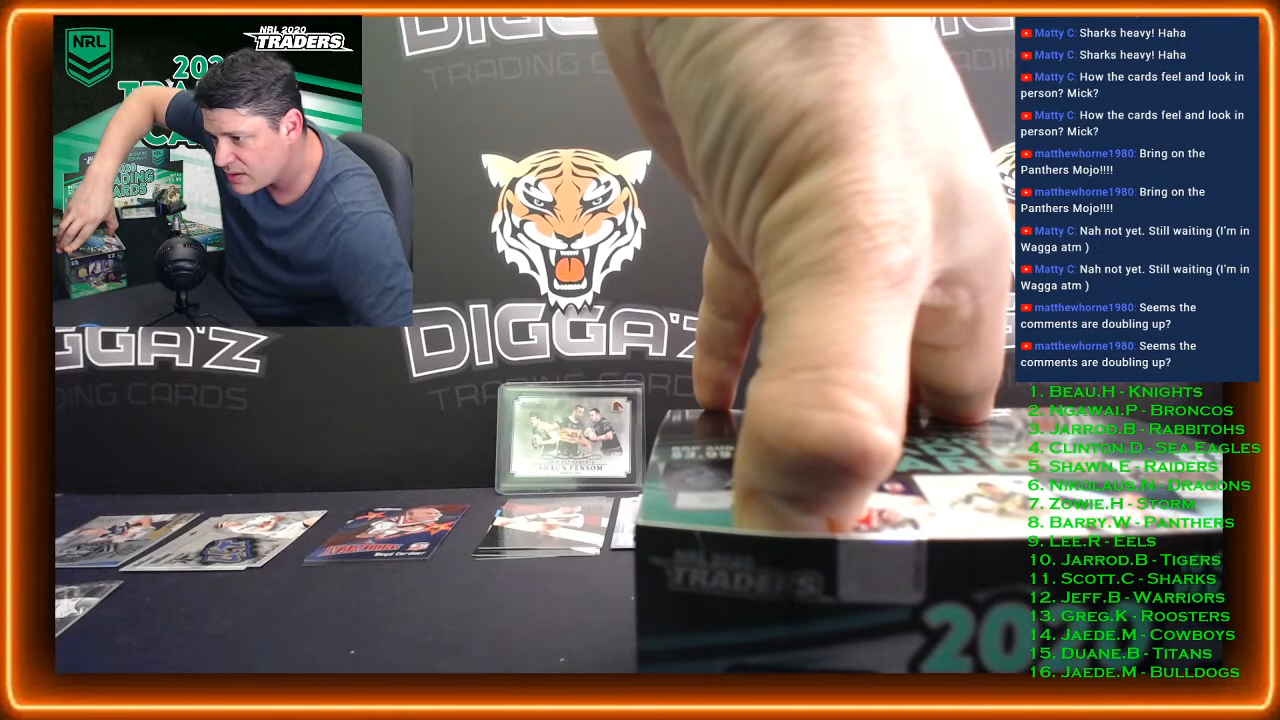 NRL
NRL 2020
TRADERS
Matty C: Sharks heavy! Haha
Matty C: Sharks heavy! Haha
Matty C: How the cards feel and look in
person? Mick?
Matty C: How the cards feel and look in
person? Mick?
matthewhorne1980: Bring on the
Panthers Mojo!!!!
matthewhorne1980: Bring on the
Panthers Mojo!!!!
Matty C: Nah not yet. Still waiting (I'm in
Wagga atm )
Matty C: Nah not yet. Still waiting (I'm in
Wagga atm )
matthewhorne1980: Seems the
comments are doubling up?
matthewhorne1980: Seems the
comments are doubling up?
1. Beau.H - Knights
2. Ngawai.P - Broncos
3. Jarrod.B - Rabbitohs
4. Clinton.D - Sea Eagles
5. Shawn.E - Raiders
6. Nikolaus.N - Dragons
7. Zowie.H - Storm
8. Barry.W - Panthers
9. Lee.R - Eels
10. Jarrod.B - Tigers
11. Scott.C - Sharks
12. Jeff.B - Warriors
13. Greg.K - Roosters
14. Jaede.M - Cowboys
15. Duane.B - Titans
16. Jaede.M - Bulldogs
TRADING C
DIGGA'Z
TRADING CARD
GGA'Z
DING CARDS
SHAUN FENSOM
Boyd Cordner
$3.99
TRADERS
2020